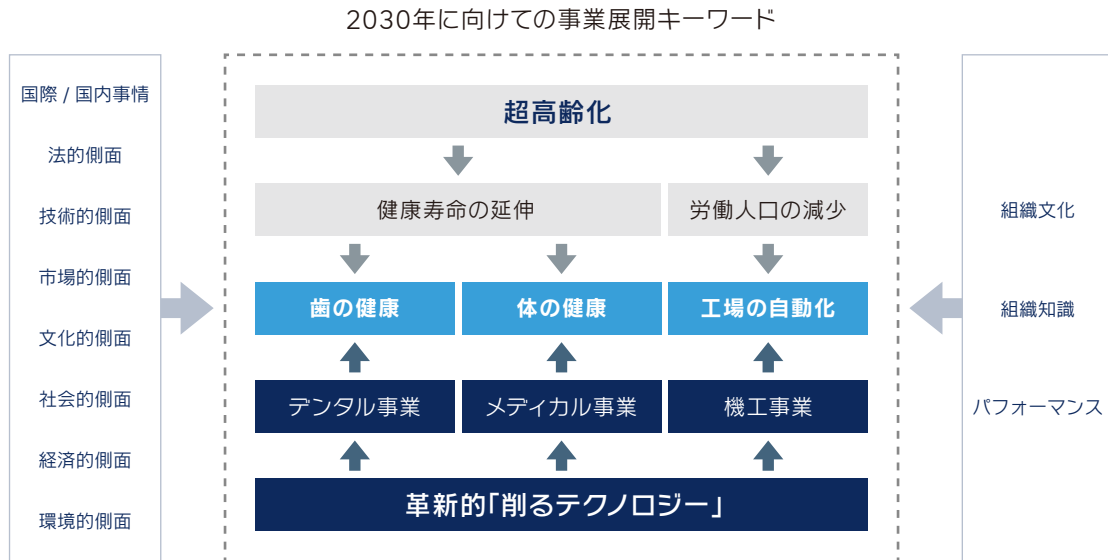 2030年に向けての事業展開キーワード
国際 / 国内事情
法的側面
技術的側面
市場的側面
文化的側面
社会的側面
経済的側面
環境的側面
超高齢化
健康寿命の延伸
労働人口の減少
歯の健康
体の健康
工場の自動化
デンタル事業
メディカル事業
機工事業
革新的「削るテクノロジー」
組織文化
組織知識
パフォーマンス